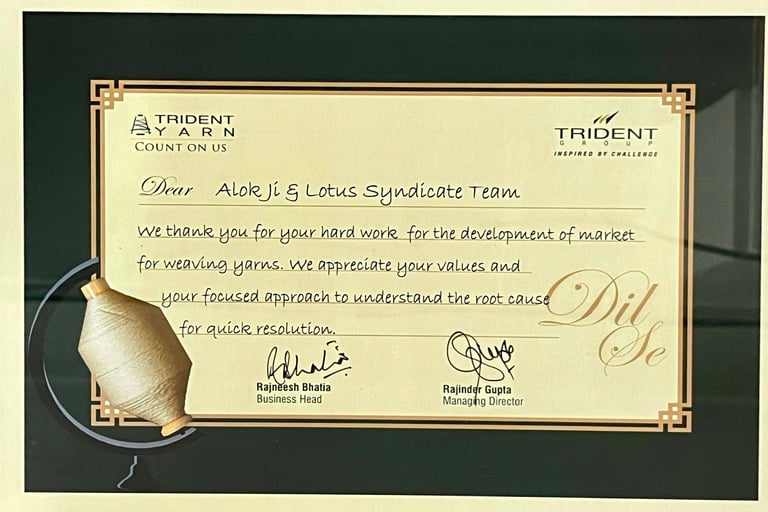 TRIDENT
YARN
COUNT ON US
TRIDENT
GROUP
INSPIRED BY CHALLENGE
Dear Alok Ji & Lotus Syndicate Team
We thank you for your hard work for the development of market
for weaving yarns. We appreciate your values and
your focused approach to understand the root cause
for quick resolution.
Dil
Se
Rajneesh Bhatia
Business Head
Rajinder Gupta
Managing Director